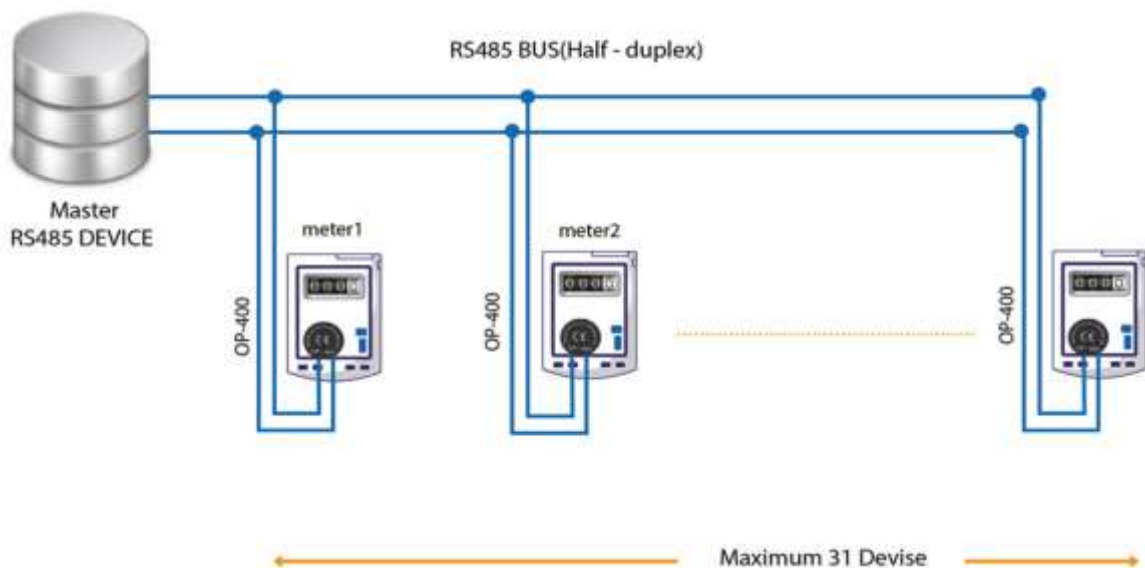 RS485 BUS(Half - duplex)
Master
RS485 DEVICE
meter1
meter2
OP-400
OP-400
OP-400
Maximum 31 Devise